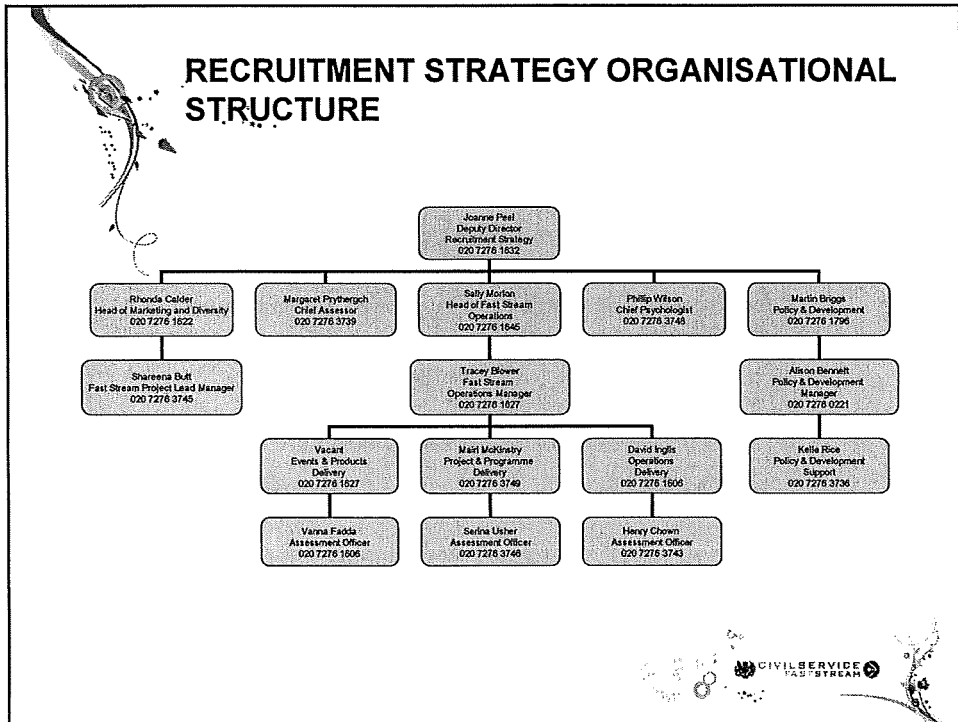 RECRUITMENT STRATEGY ORGANISATIONAL
STRUCTURE
Joanne Peel
Deputy Director
Recruitment Strategy
020 7276 1632
Rhonda Calder
Head of Marketing and Diversity
020 7276 1622
Margaret Prythergch
Chief Assessor
020 7276 3739
Sally Morton
Head of Fast Stream
Operations
020 7276 1645
Phillip Wilson
Chief Psychologist
020 7276 3748
Martin Briggs
Policy & Development
020 7276 1796
Shareena Butt
Fast Stream Project Lead Manager
020 7276 3745
Tracey Blower
Fast Stream
Operations Manager
020 7276 1627
Alison Bennett
Policy & Development
Manager
020 7276 0221
Vacant
Events & Products
Delivery
020 7276 1627
Mairi McKinstry
Project & Programme
Delivery
020 7276 3749
David Inglis
Operations
Delivery
020 7276 1606
Kelle Rice
Policy & Development
Support
020 7276 3736
Vanna Fadda
Assessment Officer
020 7276 1606
Serina Usher
Assessment Officer
020 7276 3746
Henry Chown
Assessment Officer
020 7276 3743
CIVILSERVICE
FASTSTREAM